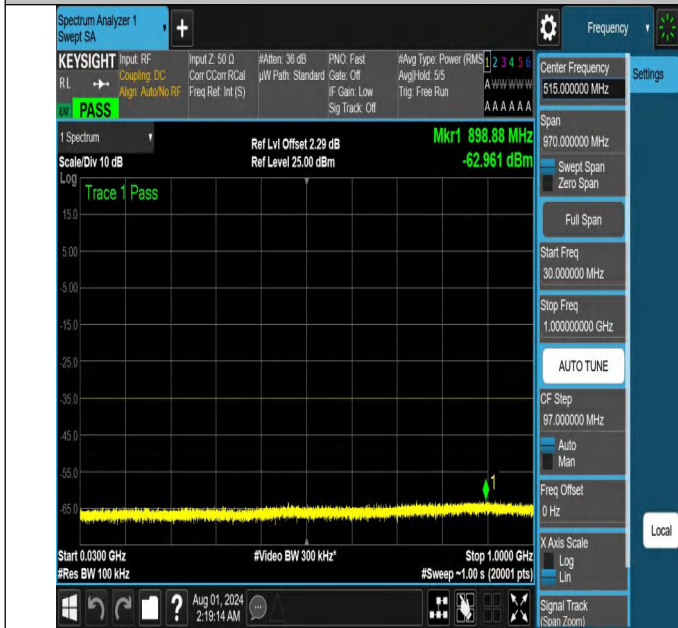 Spectrum Analyzer 1
Swept SA
+
Frequency
KEYSIGHT
RL
LXI
PASS
Input: RF
Coupling: DC
Align: Auto/No RF
Input Z: 50 Ω
Corr CCorr RCal
Freq Ref: Int (S)
#Atten: 36 dB
µW Path: Standard
PNO: Fast
Gate: Off
IF Gain: Low
Sig Track: Off
#Avg Type: Power (RMS
Avg|Hold: 5/5
Trig: Free Run
1 2 3 4 5 6
A W W W W W
A A A A A A
1 Spectrum
Scale/Div 10 dB
Log
Ref Lvl Offset 2.29 dB
Ref Level 25.00 dBm
Mkr1 898.88 MHz
-62.961 dBm
Trace 1 Pass
15.0
5.00
-5.00
-15.0
-25.0
-35.0
-45.0
-55.0
-65.0
1
Start 0.0300 GHz
#Res BW 100 kHz
#Video BW 300 kHz*
Stop 1.0000 GHz
#Sweep ~1.00 s (20001 pts)
?
Aug 01, 2024
2:19:14 AM
Center Frequency
515.000000 MHz
Settings
Span
970.000000 MHz
Swept Span
Zero Span
Full Span
Start Freq
30.000000 MHz
Stop Freq
1.000000000 GHz
AUTO TUNE
CF Step
97.000000 MHz
Auto
Man
Freq Offset
0 Hz
X Axis Scale
Log
Lin
Local
Signal Track
(Span Zoom)